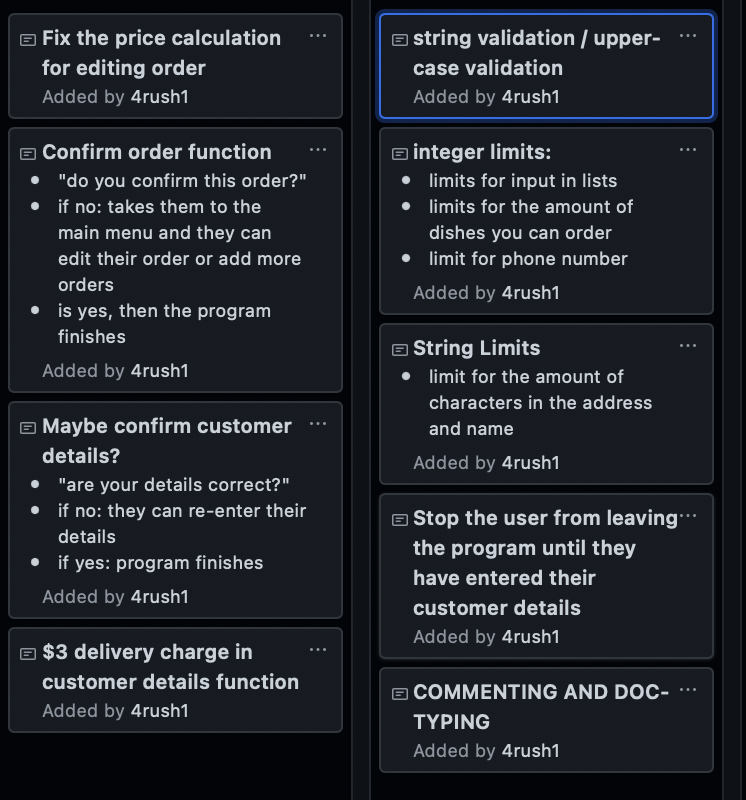 Fix the price calculation
for editing order
Added by 4rush1
Confirm order function
"do you confirm this order?"
if no: takes them to the
main menu and they can
edit their order or add more
orders
is yes, then the program
finishes
Added by 4rush1
Maybe confirm customer
details?
"are your details correct?"
if no: they can re-enter their
details
if yes: program finishes
Added by 4rush1
$3 delivery charge in
customer details function
Added by 4rush1
string validation / upper-
case validation
Added by 4rush1
integer limits:
limits for input in lists
limits for the amount of
dishes you can order
limit for phone number
Added by 4rush1
String Limits
limit for the amount of
characters in the address
and name
Added by 4rush1
Stop the user from leaving
the program until they
have entered their
customer details
Added by 4rush1
COMMENTING AND DOC-
TYPING
Added by 4rush1